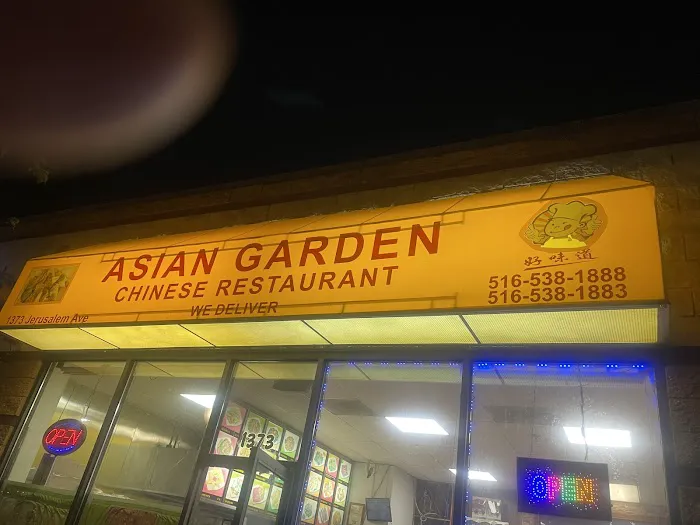 ASIAN GARDEN
CHINESE RESTAURANT
WE DELIVER
1373 Jerusalem Ave
好味道
516-538-1888
516-538-1883
1373
OPEN
OPEN